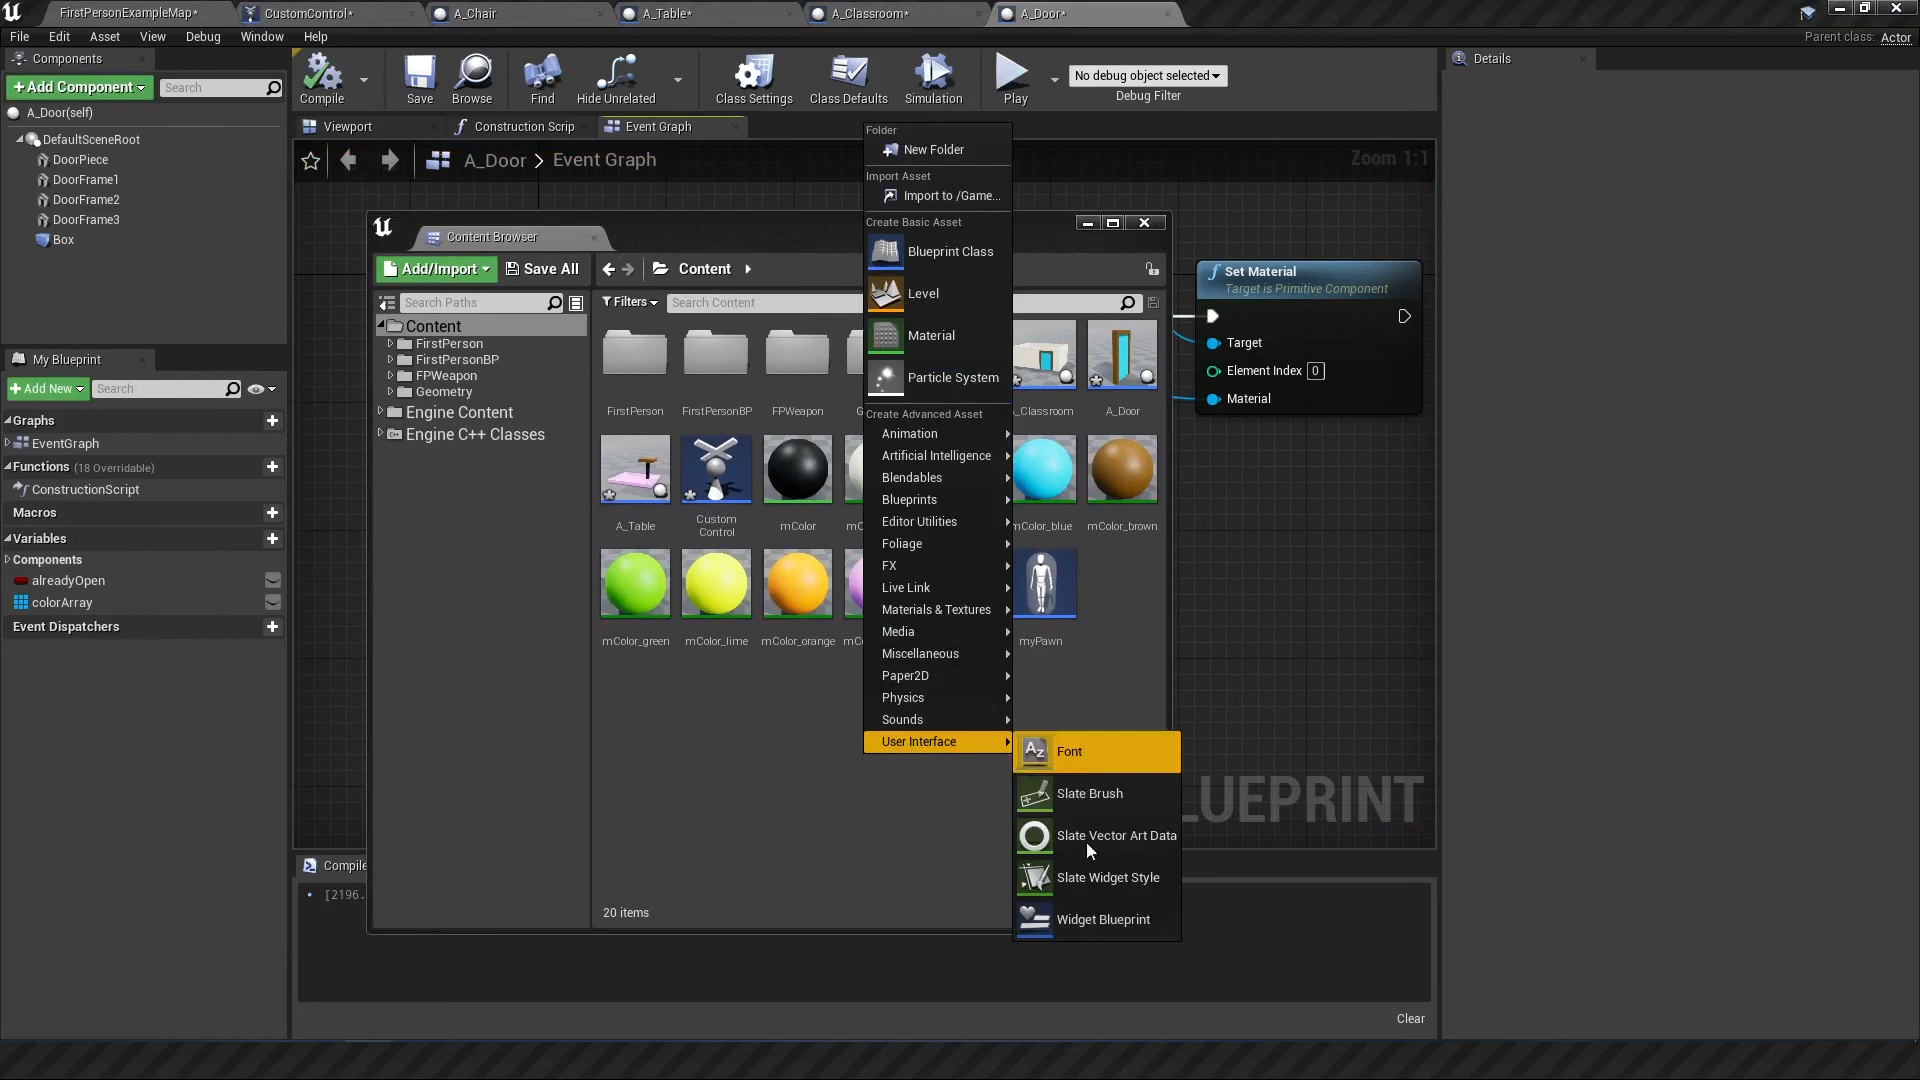 FirstPersonExampleMap*
CustomControl*
A_Chair
A_Table*
A_Classroom*
A_Door*
File Edit Asset View Debug Window Help
Parent class: Actor
Components
+Add Component
Search
A_Door(self)
DefaultSceneRoot
DoorPiece
DoorFrame1
DoorFrame2
DoorFrame3
Box
Compile
Save
Browse
Find
Hide Unrelated
Class Settings
Class Defaults
Simulation
Play
No debug object selected
Debug Filter
Details
Viewport
Construction Scrip
Event Graph
A_Door > Event Graph
Zoom 1:1
My Blueprint
+Add New
Search
Graphs
EventGraph
Functions (18 Overridable)
ConstructionScript
Macros
Variables
Components
alreadyOpen
colorArray
Event Dispatchers
Content Browser
Add/Import
Save All
Content
Search Paths
Filters
Search Content
Content
FirstPerson
FirstPersonBP
FPWeapon
Geometry
Engine Content
Engine C++ Classes
FirstPerson
FirstPersonBP
FPWeapon
_Classroom
A_Door
A_Table
Custom
Control
mColor
mC
mColor_blue
mColor_brown
mColor_green
mColor_lime
mColor_orange
mC
myPawn
20 items
Folder
New Folder
Import Asset
Import to /Game...
Create Basic Asset
Blueprint Class
Level
Material
Particle System
Create Advanced Asset
Animation
Artificial Intelligence
Blendables
Blueprints
Editor Utilities
Foliage
FX
Live Link
Materials & Textures
Media
Miscellaneous
Paper2D
Physics
Sounds
User Interface
Font
Slate Brush
Slate Vector Art Data
Slate Widget Style
Widget Blueprint
Set Material
Target is Primitive Component
Target
Element Index 0
Material
LUEPRINT
Compile
[2196.
Clear